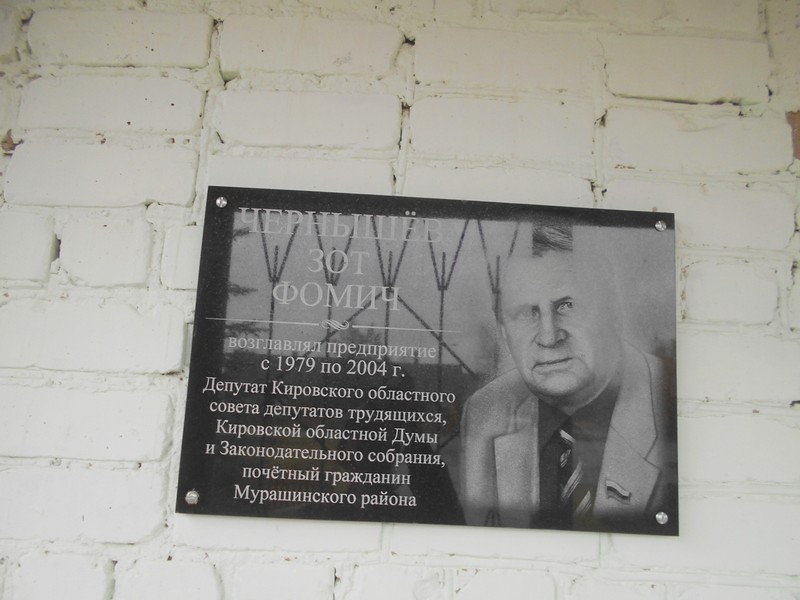 ЧЕРНЫШЁВ
ЗОТ
ФОМИЧ
возглавлял предприятие
с 1979 по 2004 г.
Депутат Кировского областного
совета депутатов трудящихся,
Кировской областной Думы
и Законодательного собрания,
почётный гражданин
Мурашинского района